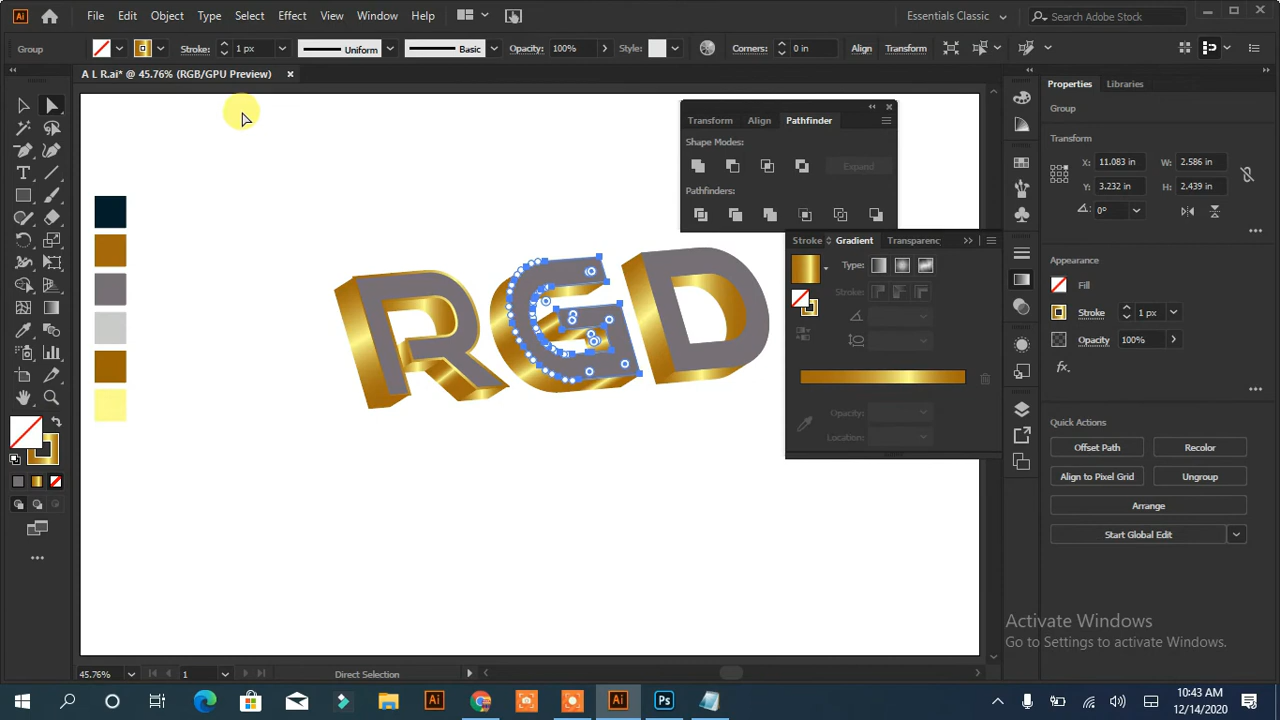 Ai File Edit Object Type Select Effect View Window Help Essentials Classic Search Adobe Stock
Group Stroke: 1 px Uniform Basic Opacity: 100% Style: Corners: 0 in Align Transform
A L R.ai* @ 45.76% (RGB/GPU Preview)
Properties Libraries
Group
Transform Align Pathfinder
Shape Modes:
Expand
Pathfinders:
Transform
X: 11.083 in W: 2.586 in
Y: 3.232 in H: 2.439 in
0°
Stroke Gradient Transparenc
Type:
Stroke:
Opacity:
Location:
Appearance
Fill
Stroke 1 px
Opacity 100%
fx.
Quick Actions
Offset Path Recolor
Align to Pixel Grid Ungroup
Arrange
Start Global Edit
RGD
T
Activate Windows
Go to Settings to activate Windows.
45.76% 1 Direct Selection
Ai Ai Ps
10:43 AM
12/14/2020